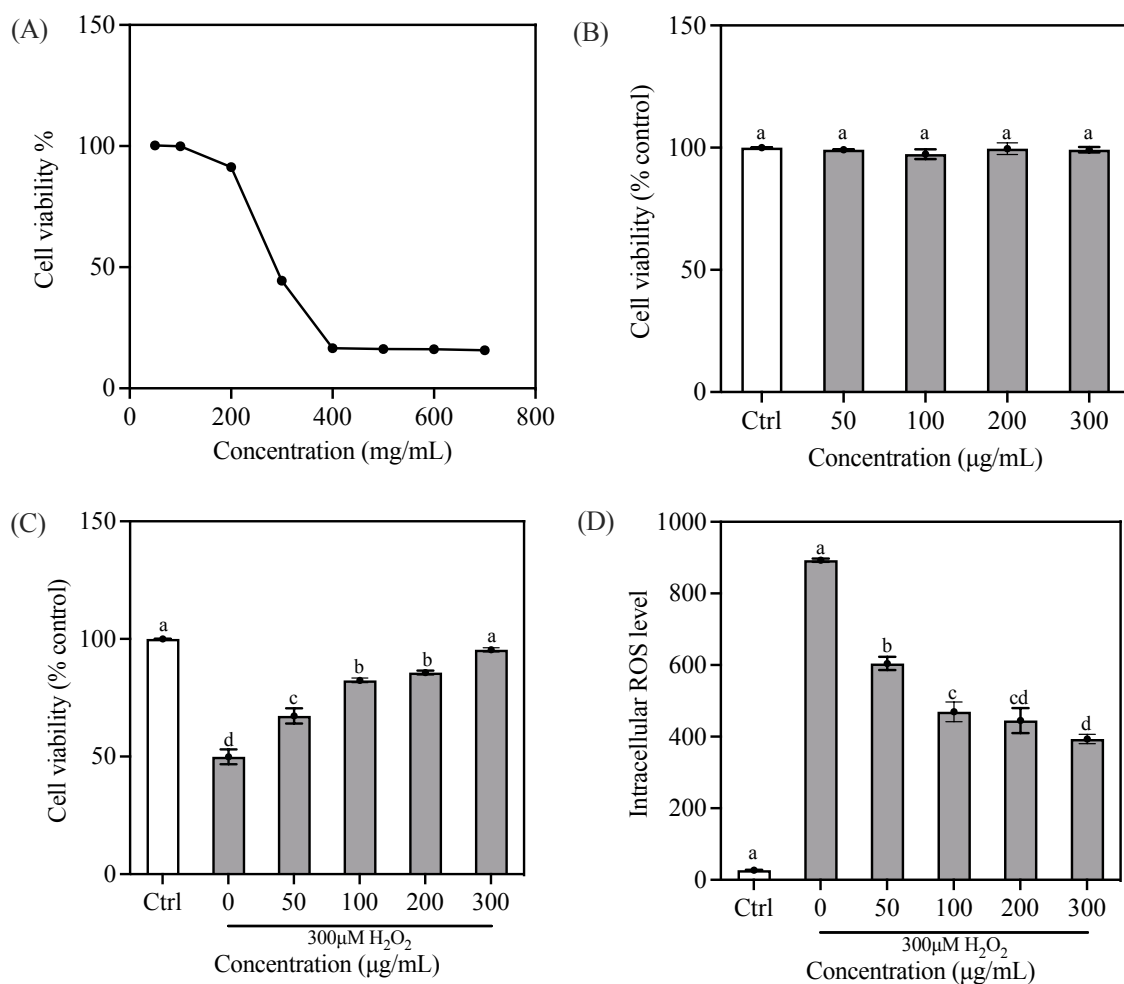 (A)
150
100
50
0
Cell viability %
0 200 400 600 800
Concentration (mg/mL)
(B)
150
100
50
0
Cell viability (% control)
a a a a a
Ctrl 50 100 200 300
Concentration (μg/mL)
(C)
150
100
50
0
Cell viability (% control)
a d c b b a
Ctrl 0 50 100 200 300
300μM H₂O₂
Concentration (μg/mL)
(D)
1000
800
600
400
200
0
Intracellular ROS level
a a b c cd d
Ctrl 0 50 100 200 300
300μM H₂O₂
Concentration (μg/mL)